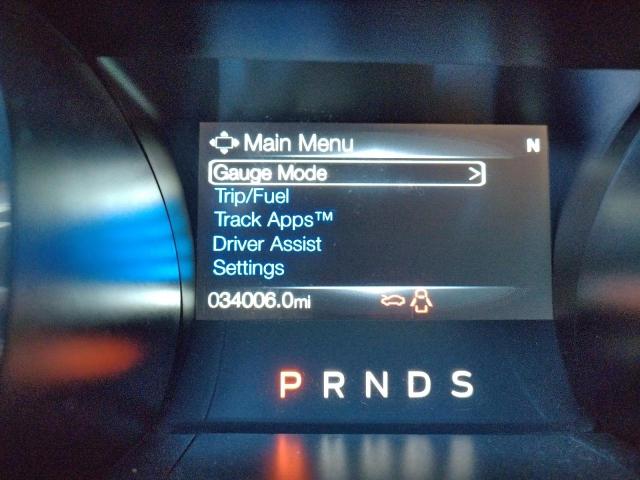 Main Menu N
Gauge Mode >
Trip/Fuel
Track Apps™
Driver Assist
Settings
034006.0mi
P R N D S